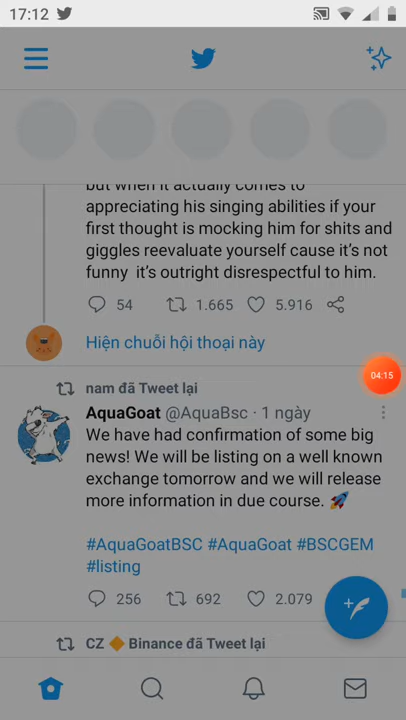 17:12
but when it actually comes to
appreciating his singing abilities if your
first thought is mocking him for shits and
giggles reevaluate yourself cause it's not
funny it's outright disrespectful to him.
54 1.665 5.916
Hiện chuỗi hội thoại này
04:15
nam đã Tweet lại
AquaGoat @AquaBsc · 1 ngày
We have had confirmation of some big
news! We will be listing on a well known
exchange tomorrow and we will release
more information in due course. 🚀
#AquaGoatBSC #AquaGoat #BSCGEM
#listing
256 692 2.079
CZ 🔶 Binance đã Tweet lại